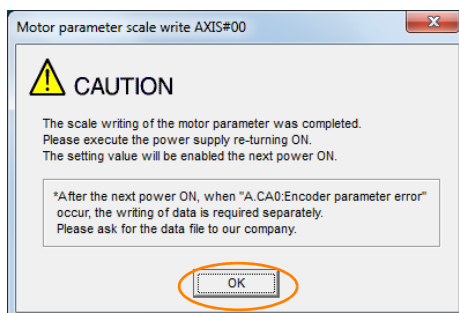 Motor parameter scale write AXIS#00
CAUTION
The scale writing of the motor parameter was completed.
Please execute the power supply re-turning ON.
The setting value will be enabled the next power ON.
*After the next power ON, when "A.CA0:Encoder parameter error"
occur, the writing of data is required separately.
Please ask for the data file to our company.
OK